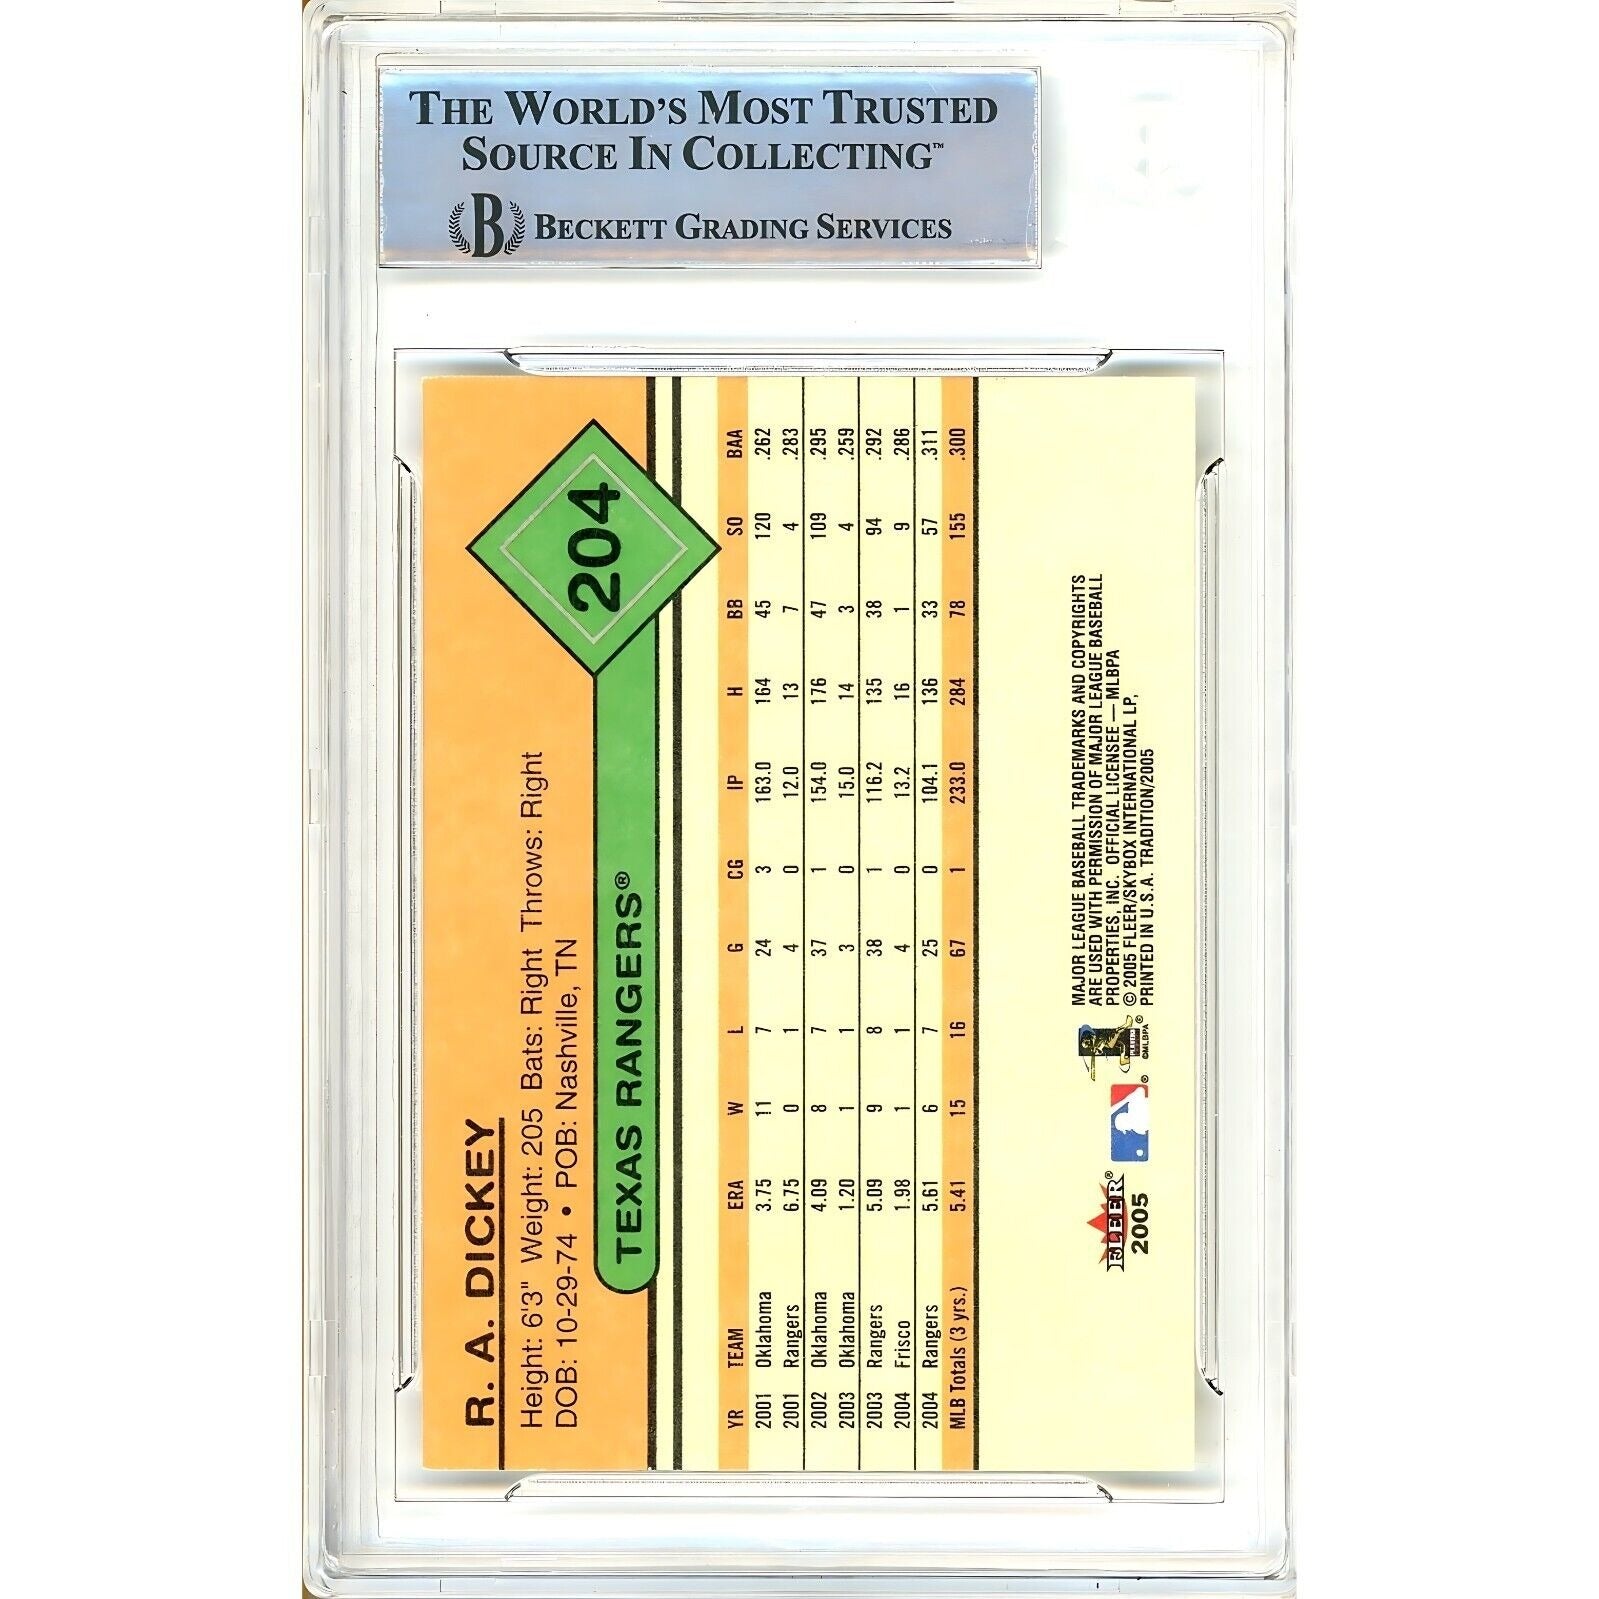 THE WORLD'S MOST TRUSTED
SOURCE IN COLLECTING™
B BECKETT GRADING SERVICES
R. A. DICKEY
Height: 6'3" Weight: 205 Bats: Right Throws: Right
DOB: 10-29-74 • POB: Nashville, TN
204
TEXAS RANGERS®
YR TEAM ERA W L G CG IP H BB SO BAA
2001 Oklahoma 3.75 11 7 24 3 163.0 164 45 120 .262
2001 Rangers 6.75 0 1 4 0 12.0 13 7 4 .283
2002 Oklahoma 4.09 8 7 37 1 154.0 176 47 109 .295
2003 Oklahoma 1.20 1 1 3 0 15.0 14 3 4 .259
2003 Rangers 5.09 9 8 38 1 116.2 135 38 94 .292
2004 Frisco 1.98 1 1 4 0 13.2 16 1 9 .286
2004 Rangers 5.61 6 7 25 0 104.1 136 33 57 .311
MLB Totals (3 yrs.) 5.41 15 16 67 1 233.0 284 78 155 .300
FLEER®
2005
®
©MLBPA ®
MAJOR LEAGUE BASEBALL TRADEMARKS AND COPYRIGHTS
ARE USED WITH PERMISSION OF MAJOR LEAGUE BASEBALL
PROPERTIES, INC. OFFICIAL LICENSEE — MLBPA
© 2005 FLEER/SKYBOX INTERNATIONAL LP,
PRINTED IN U.S.A. TRADITION/2005